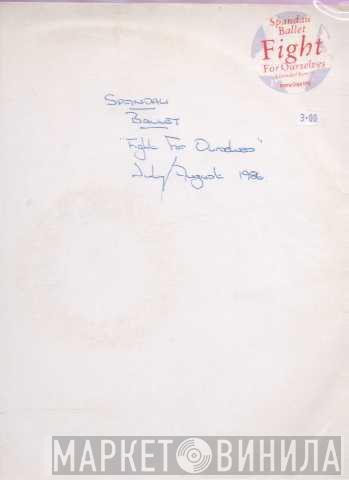 Spandau
Ballet
Fight
For Ourselves
3.00
SPANDAU
BALLET
"Fight For Ourselves"
July/August 1986
МАРКЕТ ВИНИЛА